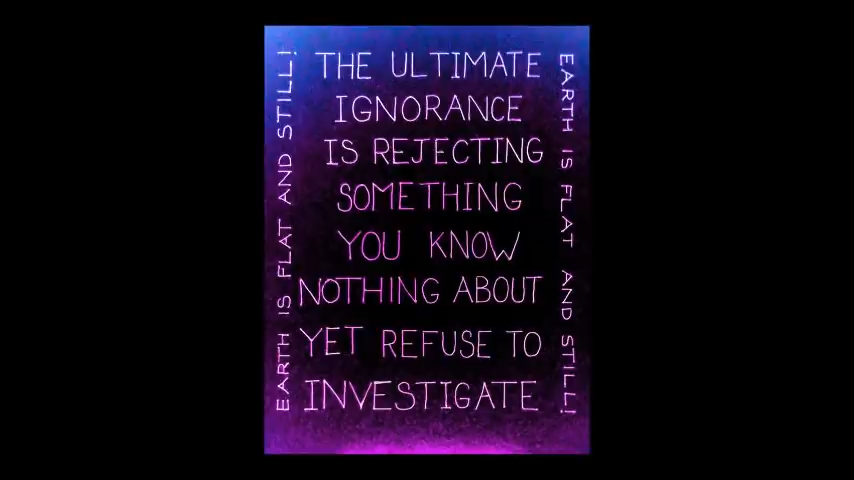 THE ULTIMATE
IGNORANCE
IS REJECTING
SOMETHING
YOU KNOW
NOTHING ABOUT
YET REFUSE TO
INVESTIGATE
EARTH IS FLAT AND STILL!
EARTH IS FLAT AND STILL!